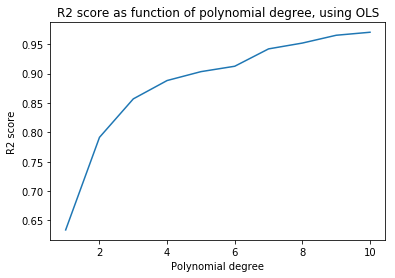 R2 score as function of polynomial degree, using OLS
R2 score
0.95
0.90
0.85
0.80
0.75
0.70
0.65
2 4 6 8 10
Polynomial degree